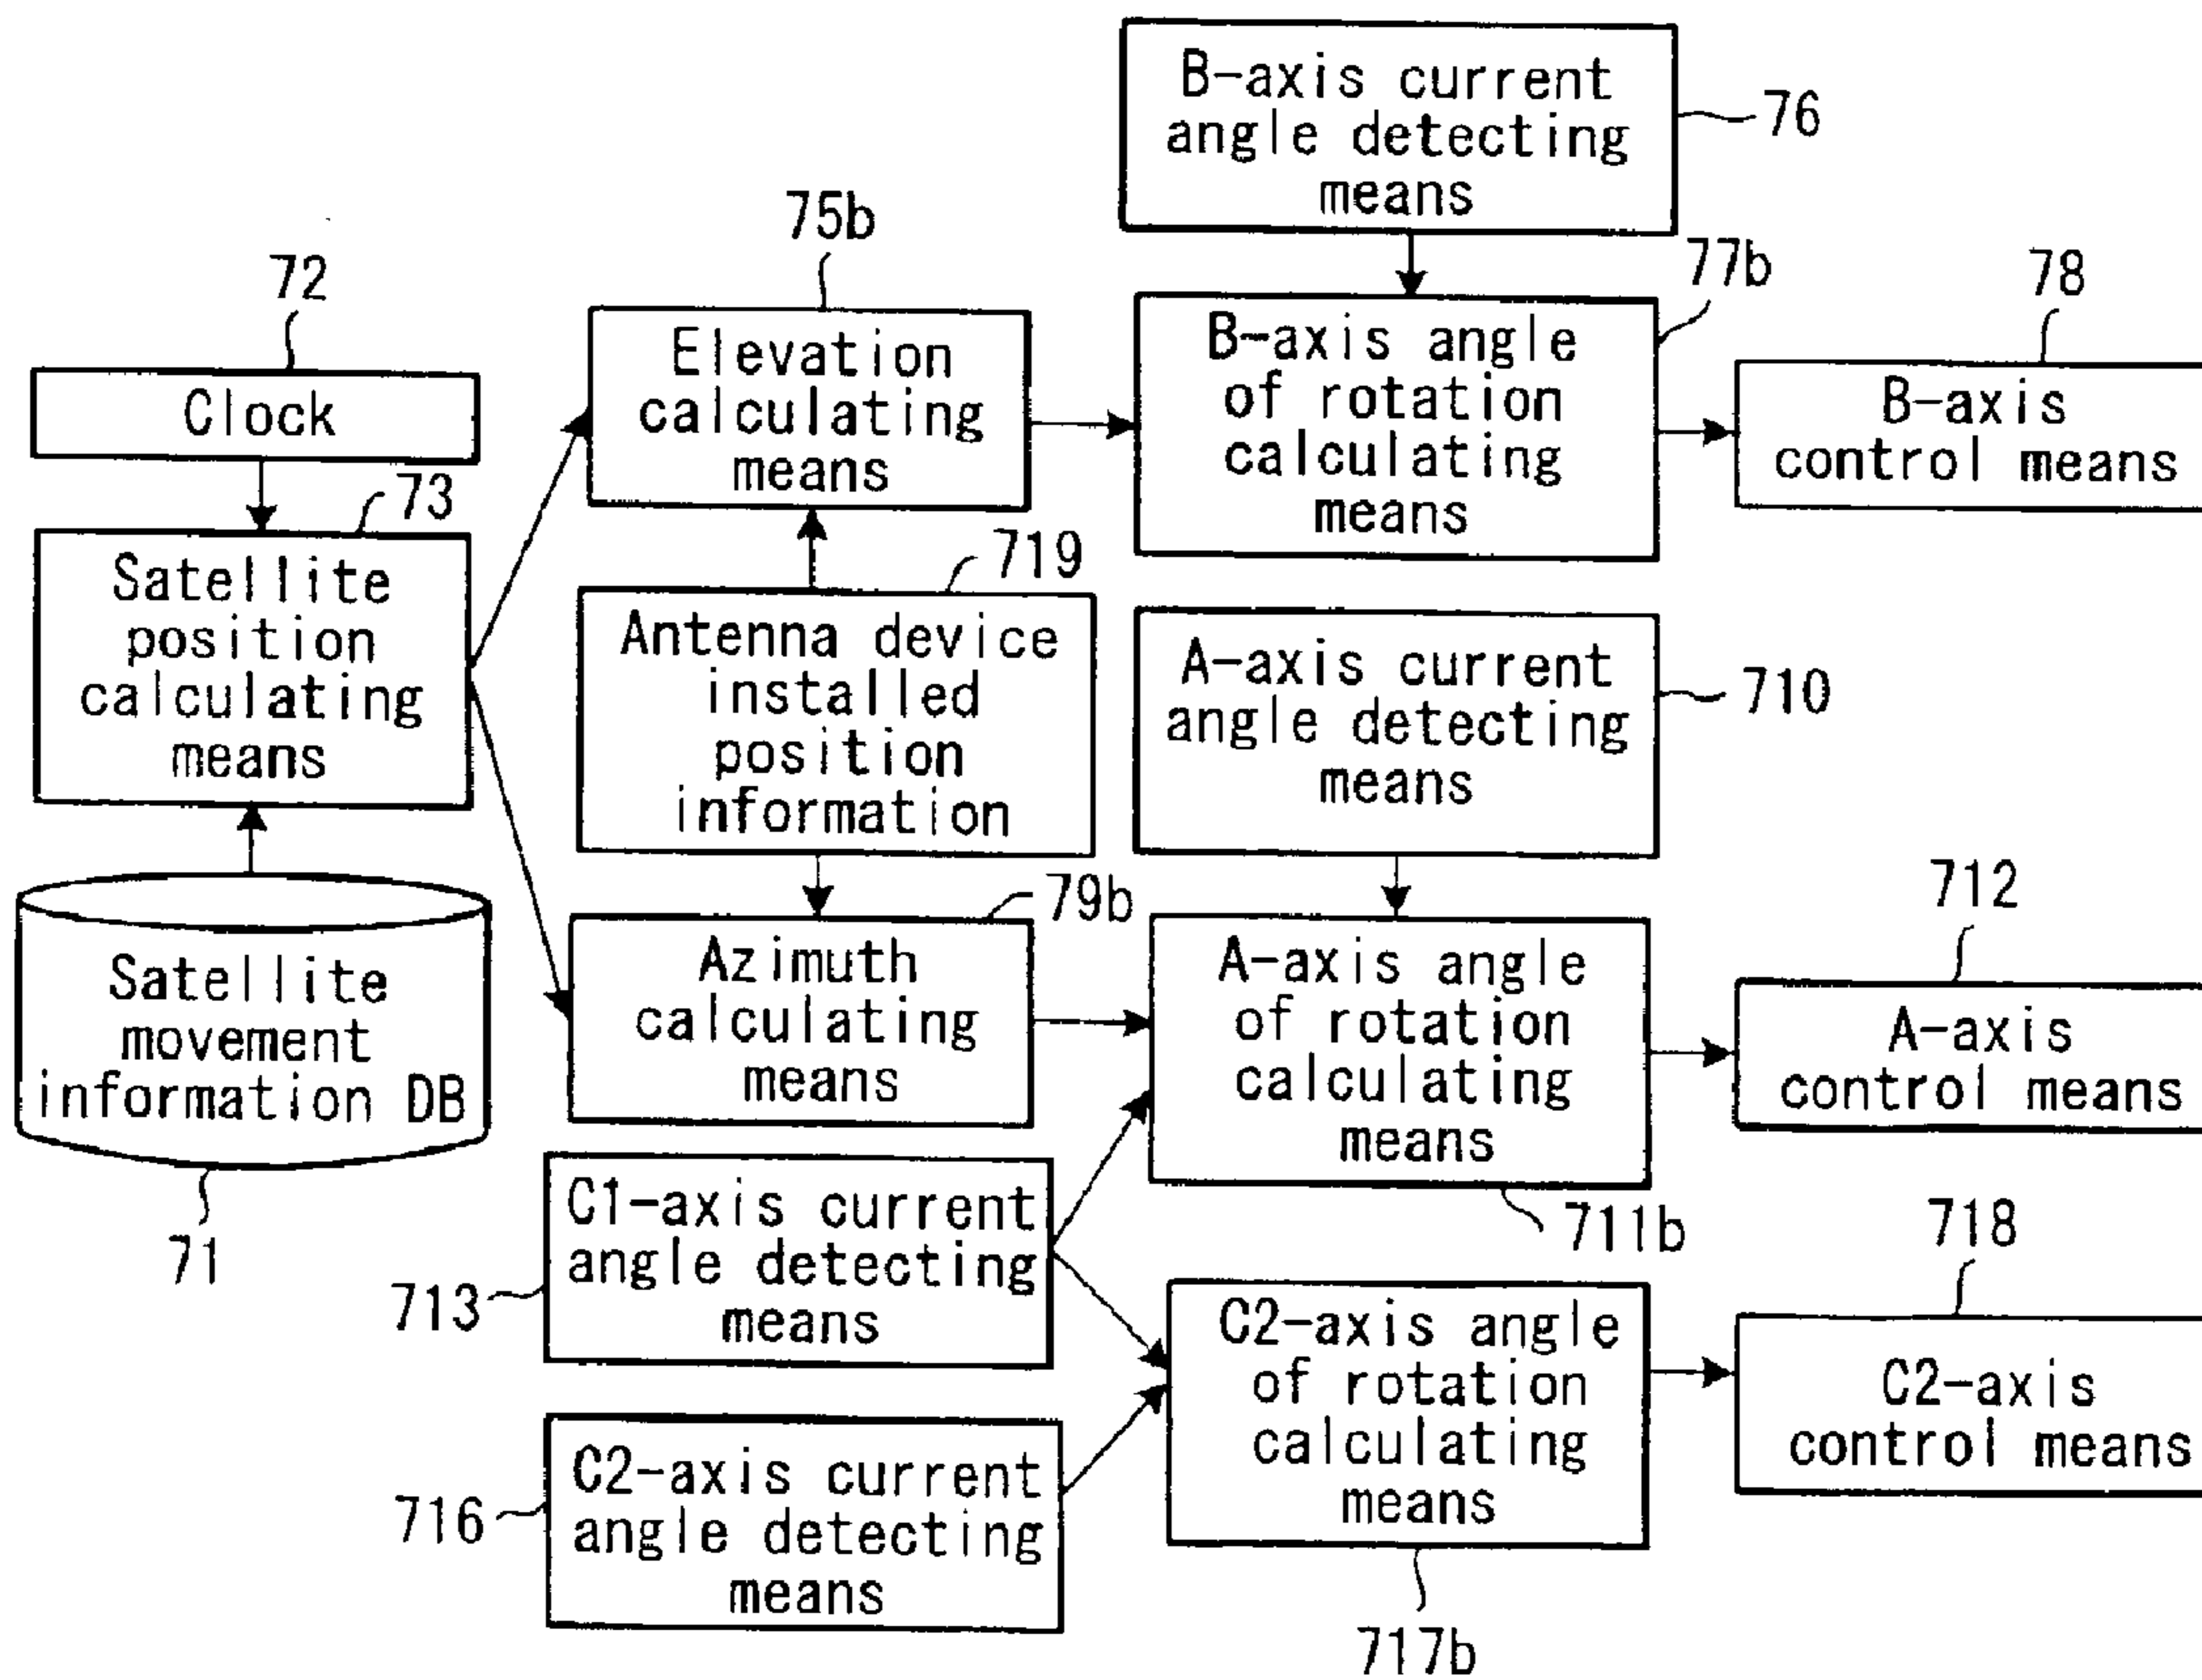 B-axis current
angle detecting
means
76
75b
77b
72
78
Clock
Elevation
calculating
means
B-axis angle
of rotation
calculating
means
B-axis
control means
73
Satellite
position
calculating
means
719
Antenna device
installed
position
information
A-axis current
angle detecting
means
710
79b
712
Satellite
movement
information DB
71
Azimuth
calculating
means
A-axis angle
of rotation
calculating
means
711b
A-axis
control means
C1-axis current
angle detecting
means
713
718
C2-axis angle
of rotation
calculating
means
717b
C2-axis
control means
C2-axis current
angle detecting
means
716